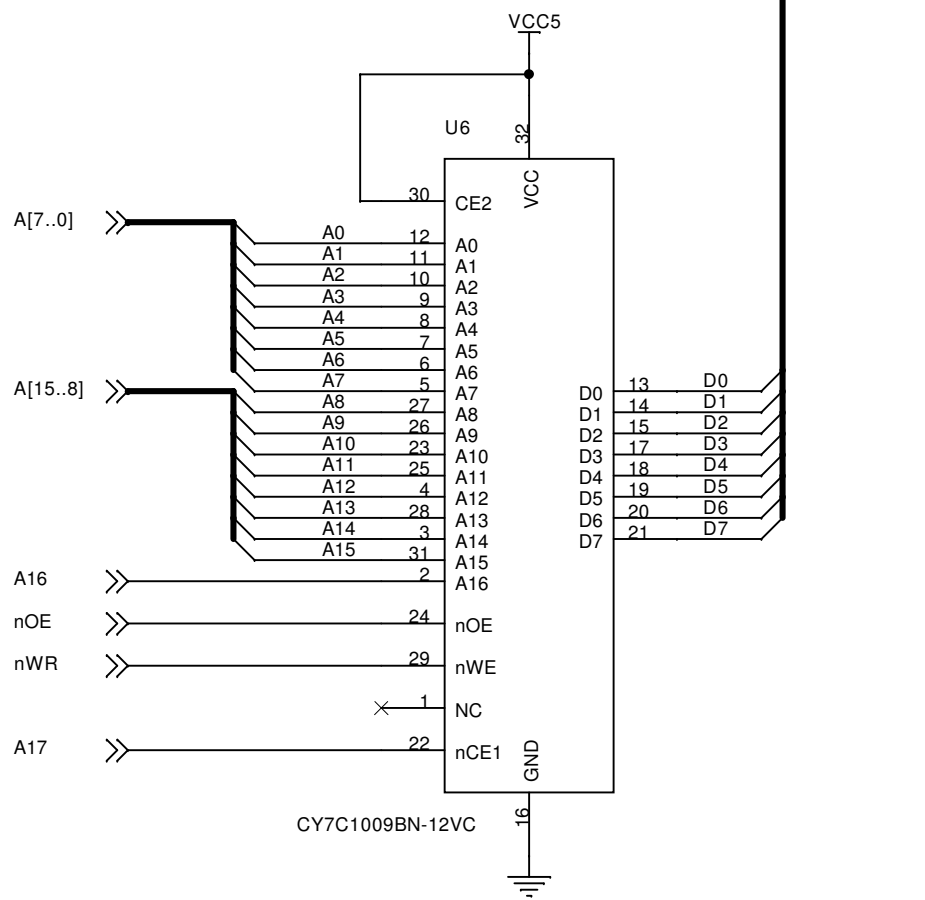 VCC5
U6
32
VCC
30
CE2
A[7..0]
A0 12 A0
A1 11 A1
A2 10 A2
A3 9 A3
A4 8 A4
A5 7 A5
A6 6 A6
A[15..8]
A7 5 A7 D0 13 D0
A8 27 A8 D1 14 D1
A9 26 A9 D2 15 D2
A10 23 A10 D3 17 D3
A11 25 A11 D4 18 D4
A12 4 A12 D5 19 D5
A13 28 A13 D6 20 D6
A14 3 A14 D7 21 D7
A15 31 A15
A16 2 A16
nOE 24 nOE
nWR 29 nWE
1 NC
A17 22 nCE1
GND
16
CY7C1009BN-12VC